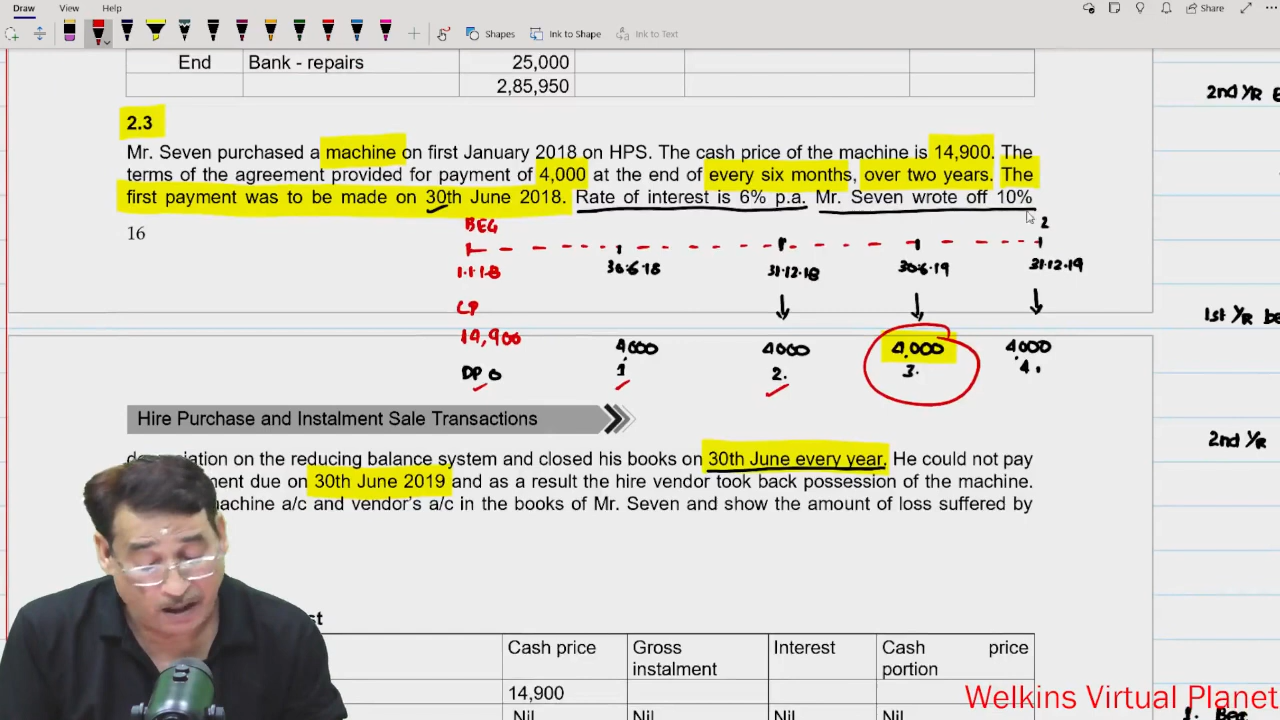 Draw View Help
Share
Shapes Ink to Shape Ink to Text
End Bank - repairs 25,000
2,85,950
2nd YR
2.3
Mr. Seven purchased a machine on first January 2018 on HPS. The cash price of the machine is 14,900. The
terms of the agreement provided for payment of 4,000 at the end of every six months, over two years. The
first payment was to be made on 30th June 2018. Rate of interest is 6% p.a. Mr. Seven wrote off 10%
16
BEG 2
1.1.18 30.6.18 31.12.18 30.6.19 31.12.19
CP
1st YR be
14,900 4000 4000 4,000 4000
DP 0 1 2. 3. 4.
Hire Purchase and Instalment Sale Transactions
2nd YR
on the reducing balance system and closed his books on 30th June every year. He could not pay
due on 30th June 2019 and as a result the hire vendor took back possession of the machine.
a/c and vendor's a/c in the books of Mr. Seven and show the amount of loss suffered by
Cash price Gross instalment Interest Cash price portion
14,900
Nil Nil Nil Nil
Welkins Virtual Planet
1. Beg